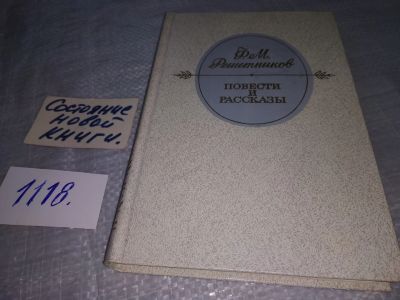 Ф.М.
Решетников
ПОВЕСТИ
И
РАССКАЗЫ
Состояние
новой
книги.
1118.